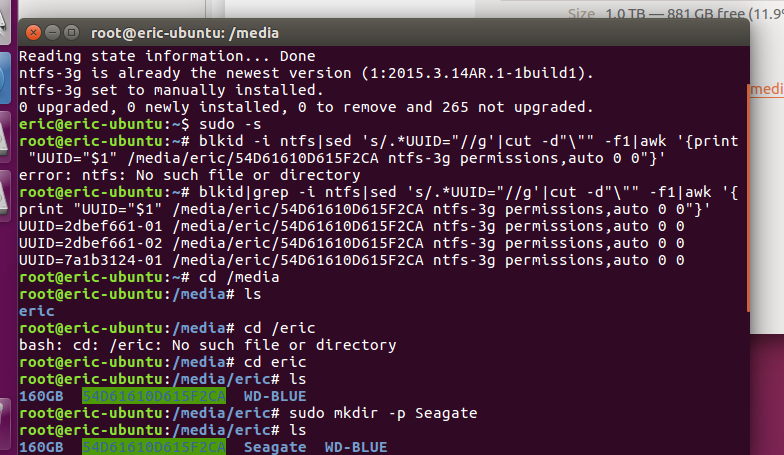 Size 1.0 TB — 881 GB free (11.9%
root@eric-ubuntu: /media
Reading state information... Done
ntfs-3g is already the newest version (1:2015.3.14AR.1-1build1).
ntfs-3g set to manually installed.
0 upgraded, 0 newly installed, 0 to remove and 265 not upgraded.
eric@eric-ubuntu:~$ sudo -s
root@eric-ubuntu:~# blkid -i ntfs|sed 's/.*UUID="//g'|cut -d"\"" -f1|awk '{print
"UUID="$1" /media/eric/54D61610D615F2CA ntfs-3g permissions,auto 0 0"}'
error: ntfs: No such file or directory
root@eric-ubuntu:~# blkid|grep -i ntfs|sed 's/.*UUID="//g'|cut -d"\"" -f1|awk '{
print "UUID="$1" /media/eric/54D61610D615F2CA ntfs-3g permissions,auto 0 0"}'
UUID=2dbef661-01 /media/eric/54D61610D615F2CA ntfs-3g permissions,auto 0 0
UUID=2dbef661-02 /media/eric/54D61610D615F2CA ntfs-3g permissions,auto 0 0
UUID=7a1b3124-01 /media/eric/54D61610D615F2CA ntfs-3g permissions,auto 0 0
root@eric-ubuntu:~# cd /media
root@eric-ubuntu:/media# ls
eric
root@eric-ubuntu:/media# cd /eric
bash: cd: /eric: No such file or directory
root@eric-ubuntu:/media# cd eric
root@eric-ubuntu:/media/eric# ls
160GB 54D61610D615F2CA WD-BLUE
root@eric-ubuntu:/media/eric# sudo mkdir -p Seagate
root@eric-ubuntu:/media/eric# ls
160GB 54D61610D615F2CA Seagate WD-BLUE